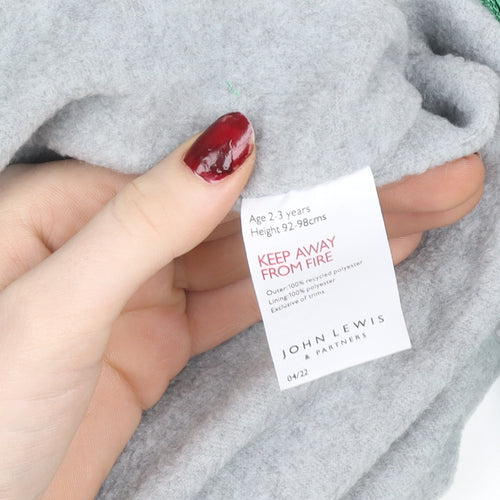 Age 2-3 years
Height 92-98cms
KEEP AWAY
FROM FIRE
Outer:100% recycled polyester
Lining:100% polyester
Exclusive of trims
JOHN LEWIS
& PARTNERS
04/22